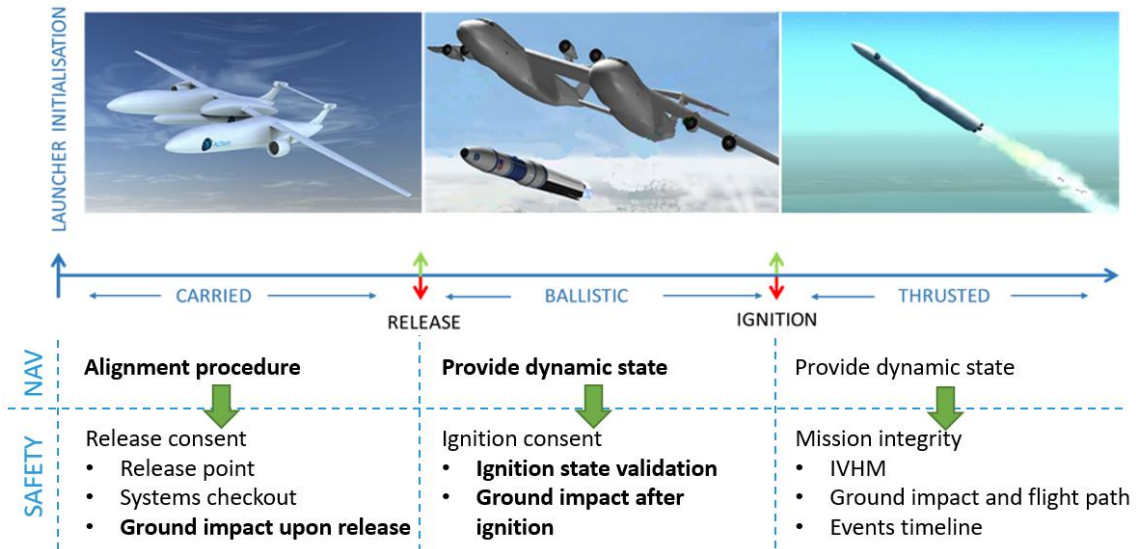 LAUNCHER INITIALISATION
ALTAIR
CARRIED
BALLISTIC
THRUSTED
RELEASE
IGNITION
NAV
Alignment procedure
Provide dynamic state
Provide dynamic state
SAFETY
Release consent
• Release point
• Systems checkout
• Ground impact upon release
Ignition consent
• Ignition state validation
• Ground impact after
ignition
Mission integrity
• IVHM
• Ground impact and flight path
• Events timeline